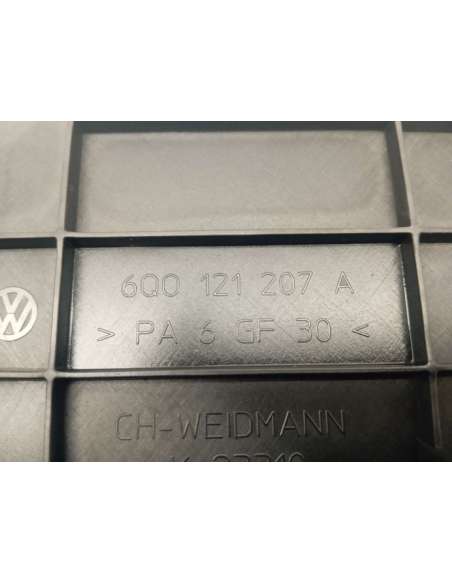 6Q0 121 207 A
> PA 6 GF 30 <
CH-WEIDMANN